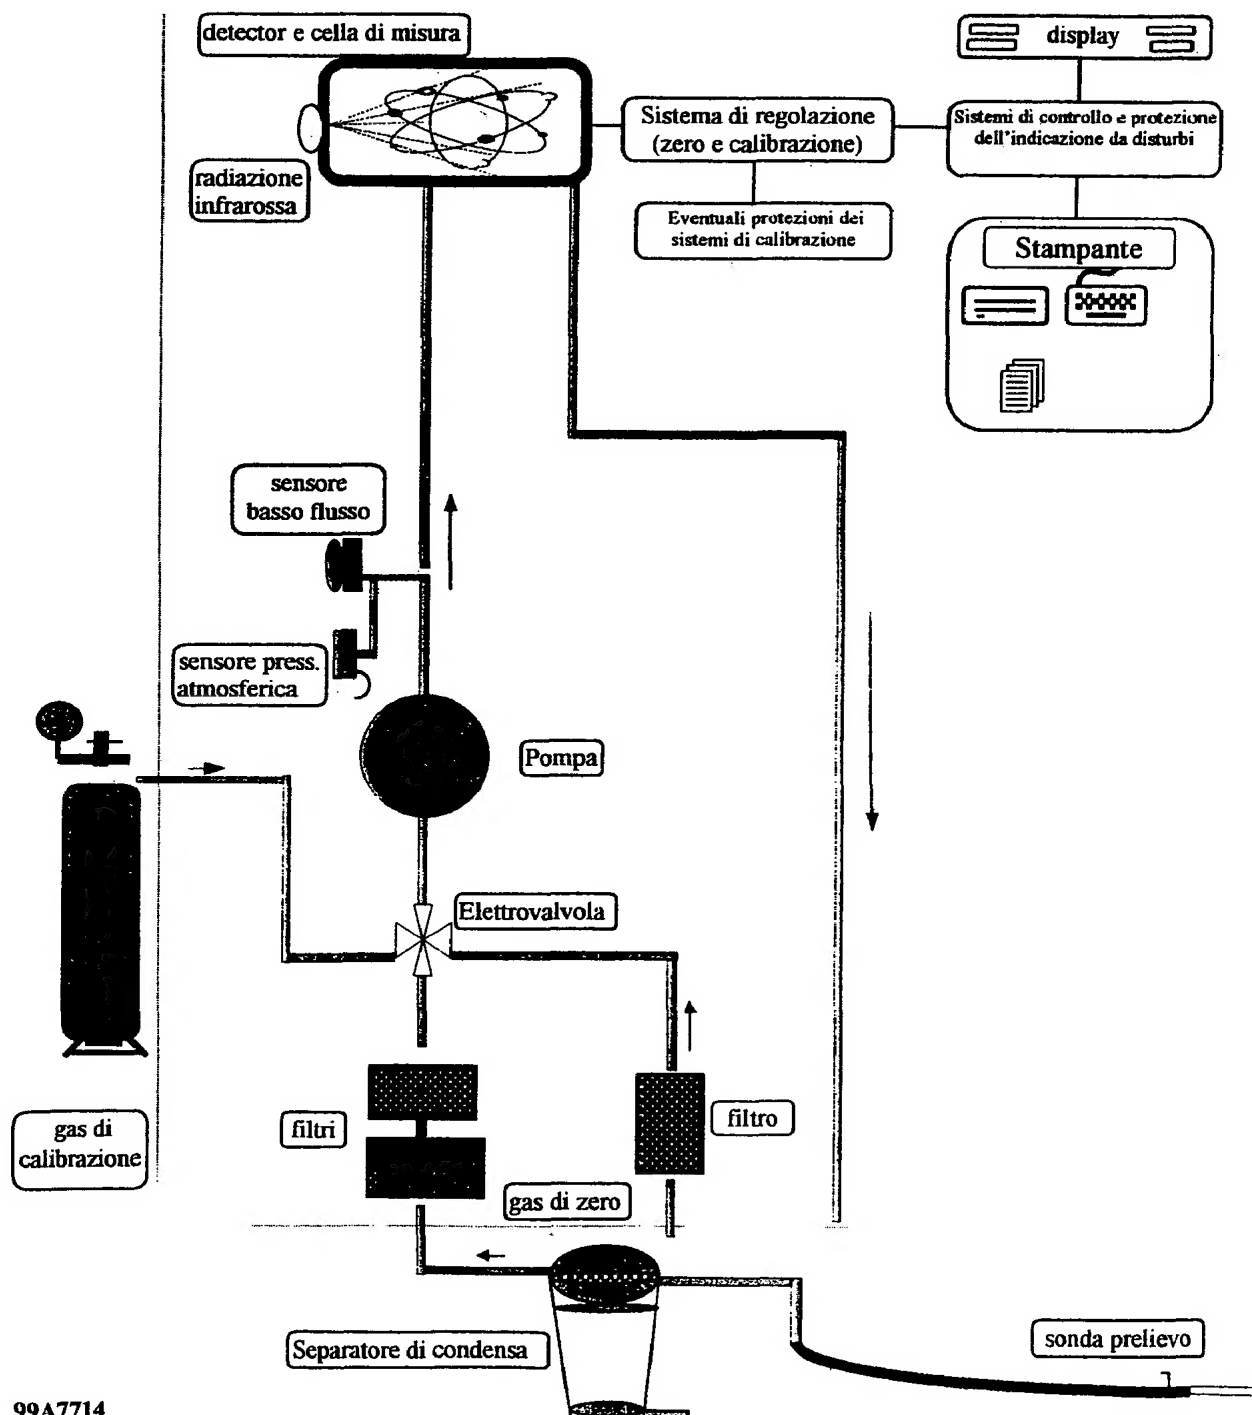 detector e cella di misura
display
Sistema di regolazione
(zero e calibrazione)
Sistemi di controllo e protezione
dell'indicazione da disturbi
radiazione
infrarossa
Eventuali protezioni dei
sistemi di calibrazione
Stampante
sensore
basso flusso
sensore press.
atmosferica
Pompa
Elettrovalvola
gas di
calibrazione
filtri
filtro
gas di zero
Separatore di condensa
sonda prelievo
99A7714